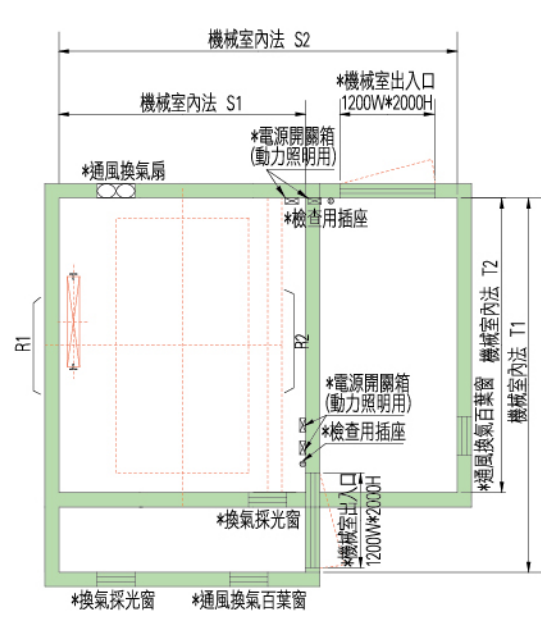 機械室內法 S2
機械室內法 S1
*機械室出入口
1200W*2000H
*電源開關箱
(動力照明用)
*通風換氣扇
*檢查用插座
R1
R2
機械室內法 T2
機械室內法 T1
*電源開關箱
(動力照明用)
*檢查用插座
*通風換氣百葉窗
*換氣採光窗
*機械室出入口
1200W*2000H
*換氣採光窗
*通風換氣百葉窗